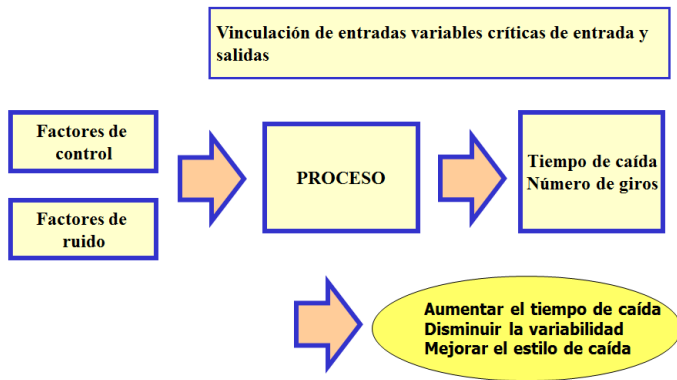 Vinculación de entradas variables críticas de entrada y
salidas
Factores de
control
Factores de
ruido
PROCESO
Tiempo de caída
Número de giros
Aumentar el tiempo de caída
Disminuir la variabilidad
Mejorar el estilo de caída